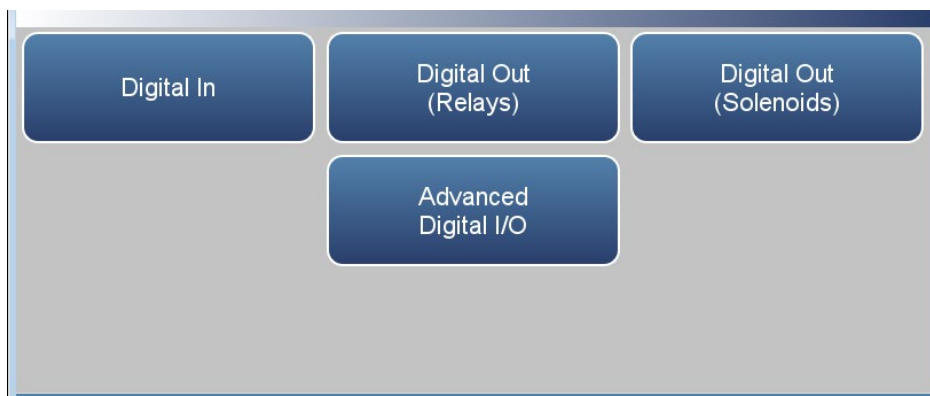 Digital In
Digital Out
(Relays)
Digital Out
(Solenoids)
Advanced
Digital I/O